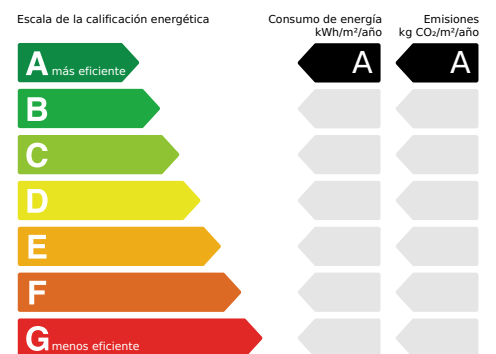 Escala de la calificación energética
Consumo de energía
kWh/m²/año
Emisiones
kg CO₂/m²/año
A más eficiente
A
A
B
C
D
E
F
G menos eficiente